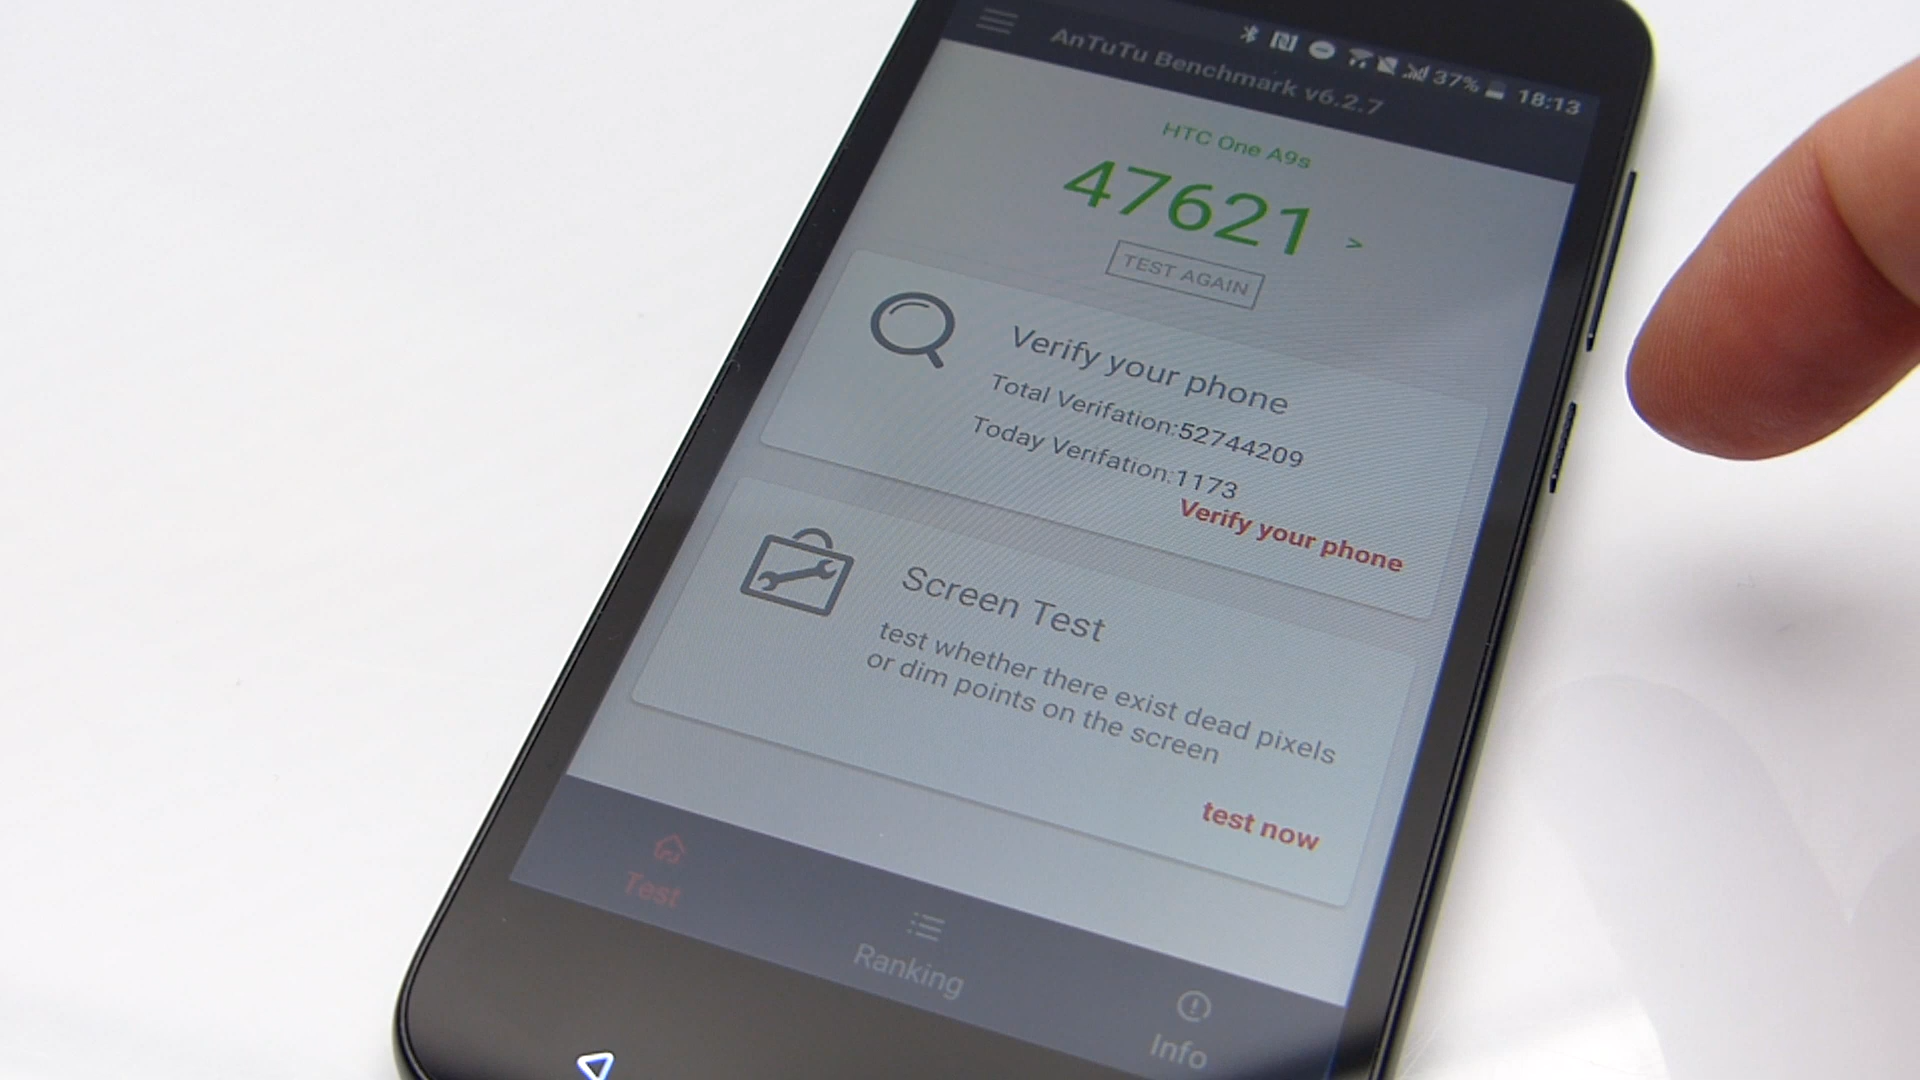 37% 18:13
AnTuTu Benchmark v6.2.7
HTC One A9s
47621 >
TEST AGAIN
Verify your phone
Total Verifation:52744209
Today Verifation:1173
Verify your phone
Screen Test
test whether there exist dead pixels
or dim points on the screen
test now
Test
Ranking
Info